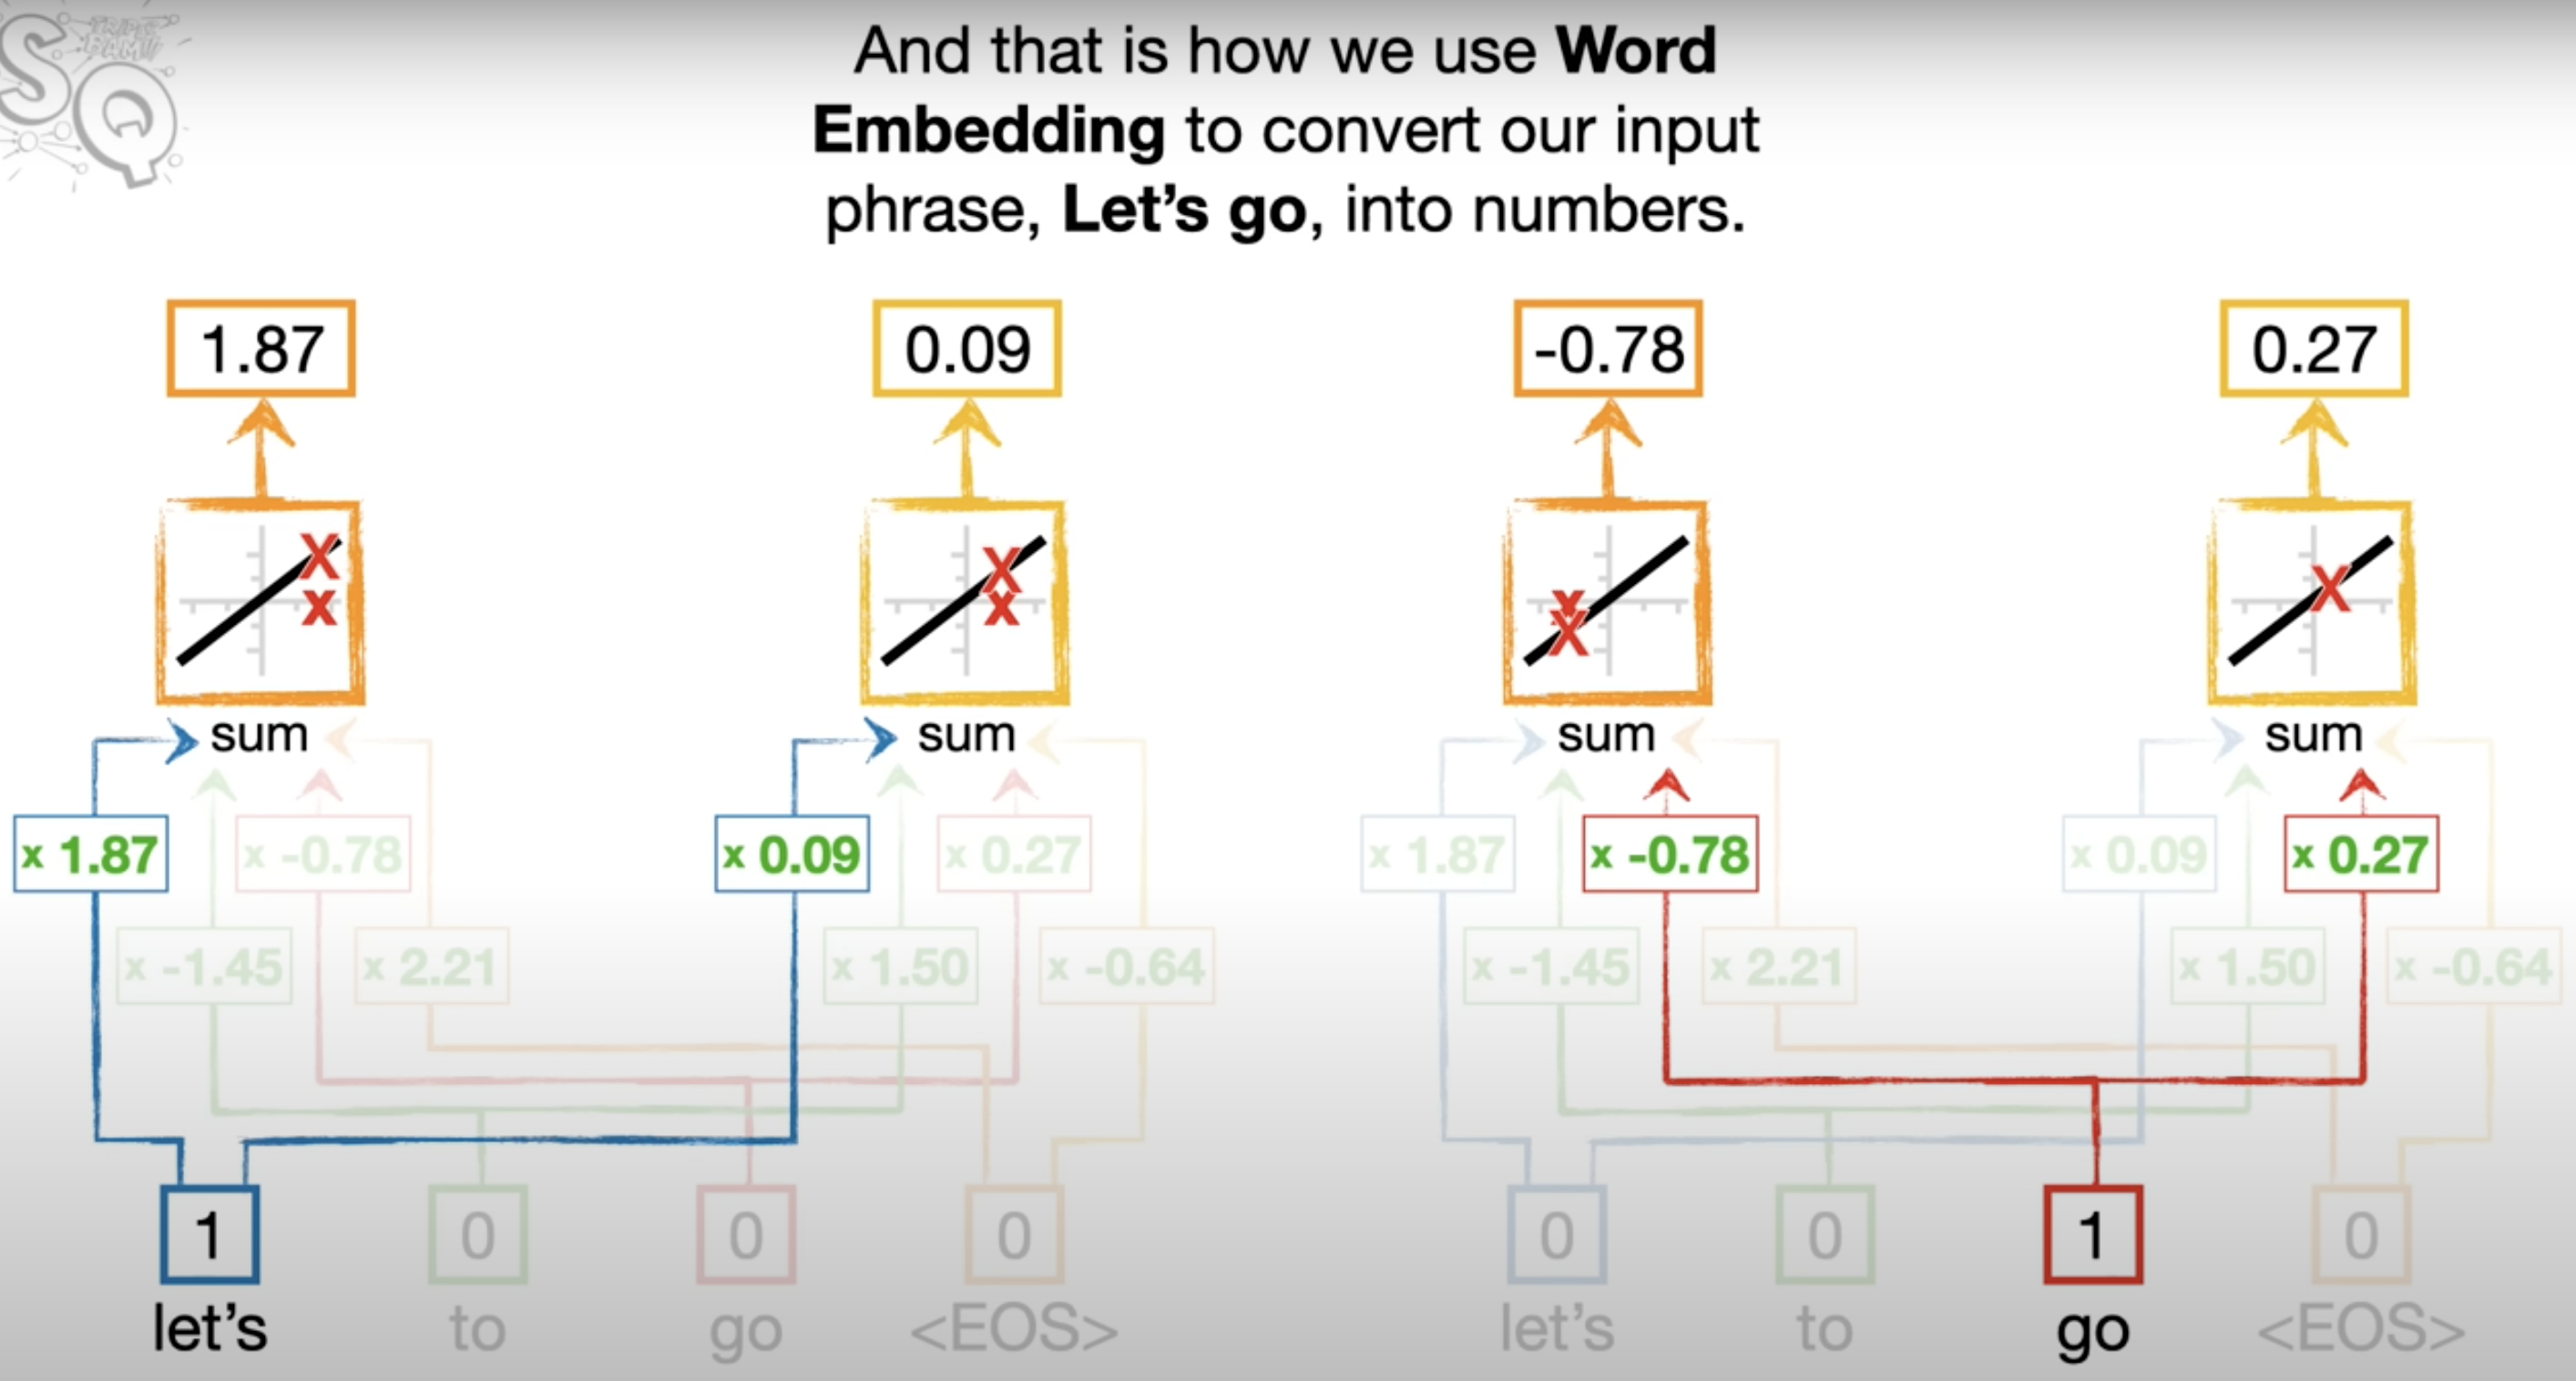 SQ
TRIPLE
BAM!!
And that is how we use Word
Embedding to convert our input
phrase, Let’s go, into numbers.
1.87 0.09 -0.78 0.27
sum sum sum sum
x 1.87 x -0.78 x 0.09 x 0.27 x 1.87 x -0.78 x 0.09 x 0.27
x -1.45 x 2.21 x 1.50 x -0.64 x -1.45 x 2.21 x 1.50 x -0.64
1 0 0 0 0 0 1 0
let’s to go <EOS> let’s to go <EOS>